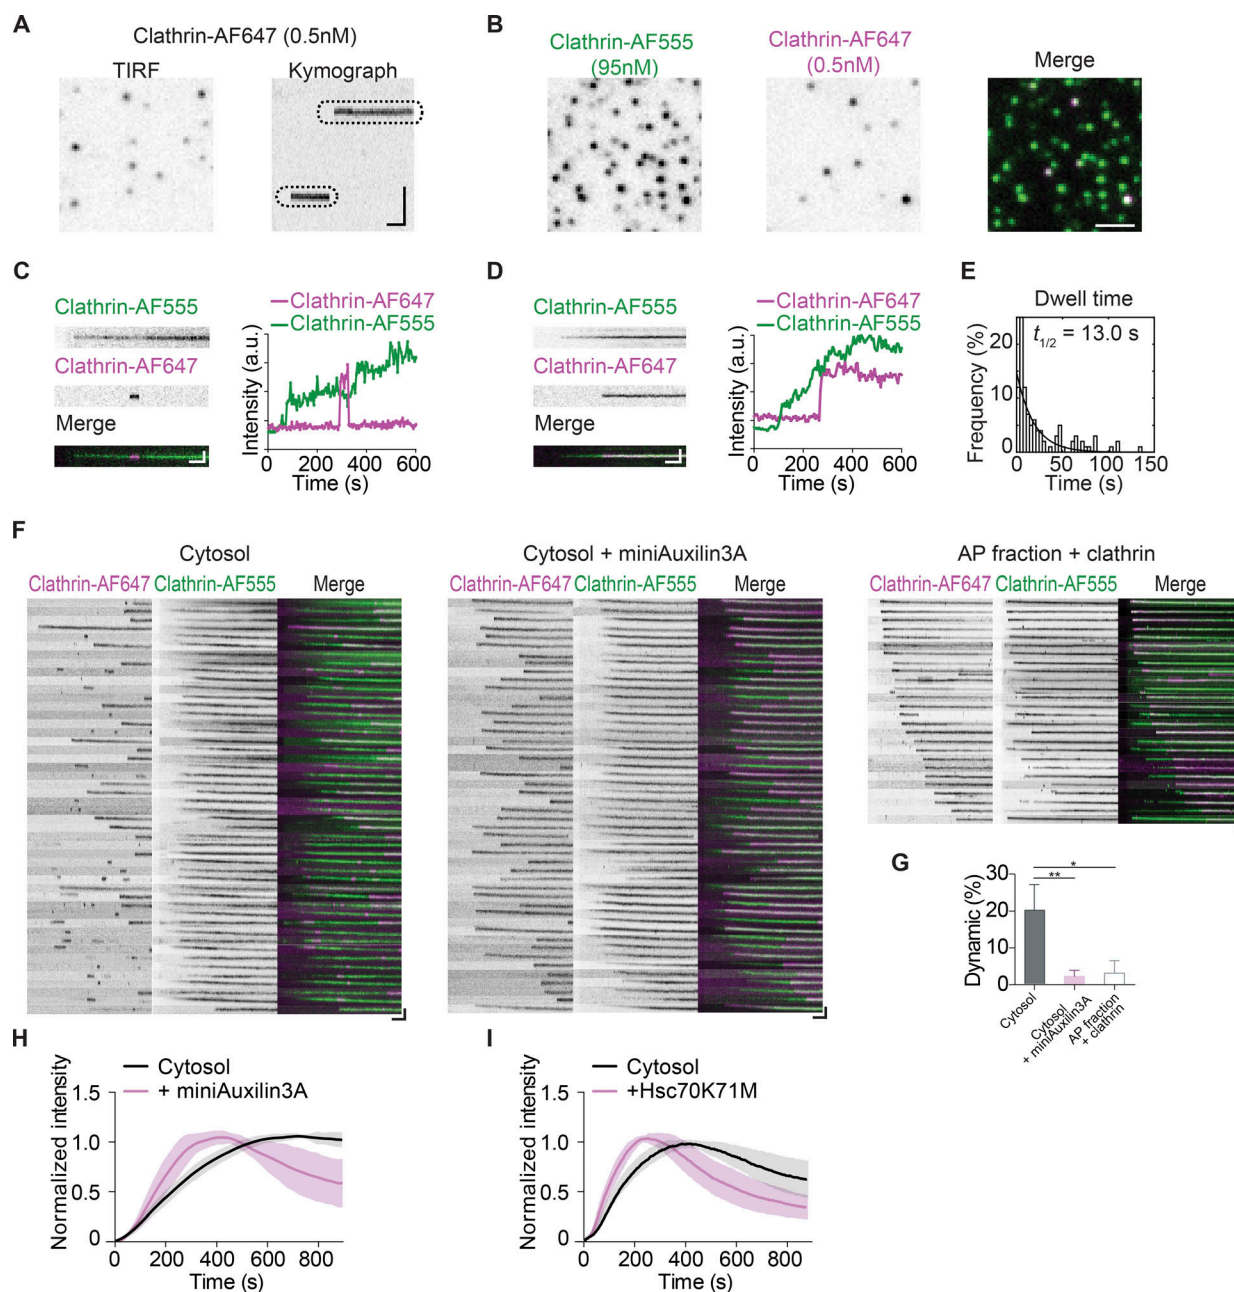 A
Clathrin-AF647 (0.5nM)
TIRF
Kymograph
B
Clathrin-AF555
(95nM)
Clathrin-AF647
(0.5nM)
Merge
C
Clathrin-AF555
Clathrin-AF647
Merge
Clathrin-AF647
Clathrin-AF555
Intensity (a.u.)
0 200 400 600
Time (s)
D
Clathrin-AF555
Clathrin-AF647
Merge
Clathrin-AF647
Clathrin-AF555
Intensity (a.u.)
0 200 400 600
Time (s)
E
Dwell time
t1/2 = 13.0 s
Frequency (%)
20
10
0
0 50 100 150
Time (s)
F
Cytosol
Clathrin-AF647 Clathrin-AF555 Merge
Cytosol + miniAuxilin3A
Clathrin-AF647 Clathrin-AF555 Merge
AP fraction + clathrin
Clathrin-AF647 Clathrin-AF555 Merge
G
*
**
Dynamic (%)
30
20
10
0
Cytosol
Cytosol
+ miniAuxilin3A
AP fraction
+ clathrin
H
Cytosol
+ miniAuxilin3A
Normalized intensity
1.5
1.0
0.5
0
0 200 400 600 800
Time (s)
I
Cytosol
+Hsc70K71M
Normalized intensity
1.5
1.0
0.5
0
0 200 400 600 800
Time (s)